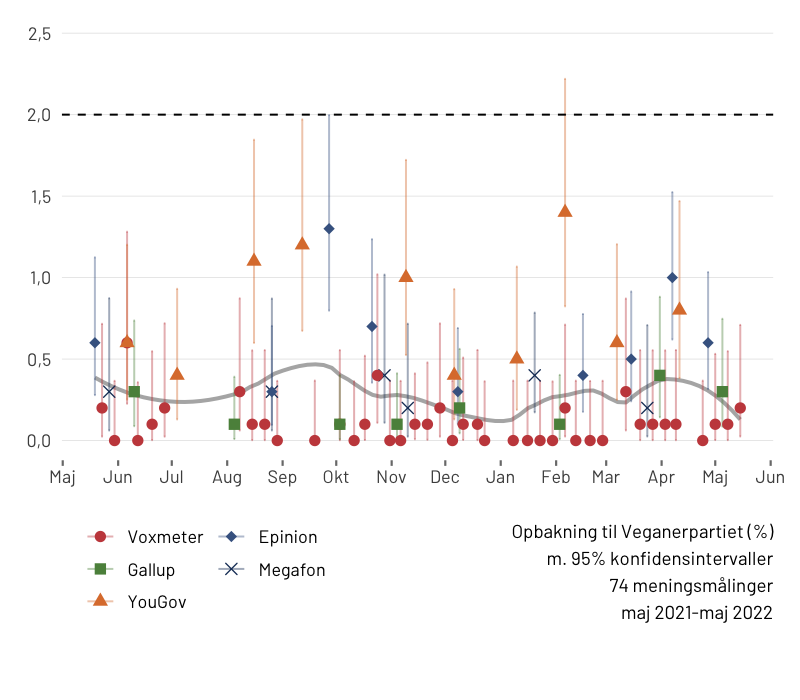 2,5
2,0
1,5
1,0
0,5
0,0
Maj Jun Jul Aug Sep Okt Nov Dec Jan Feb Mar Apr Maj Jun
Voxmeter Epinion
Gallup Megafon
YouGov
Opbakning til Veganerpartiet (%)
m. 95% konfidensintervaller
74 meningsmålinger
maj 2021-maj 2022